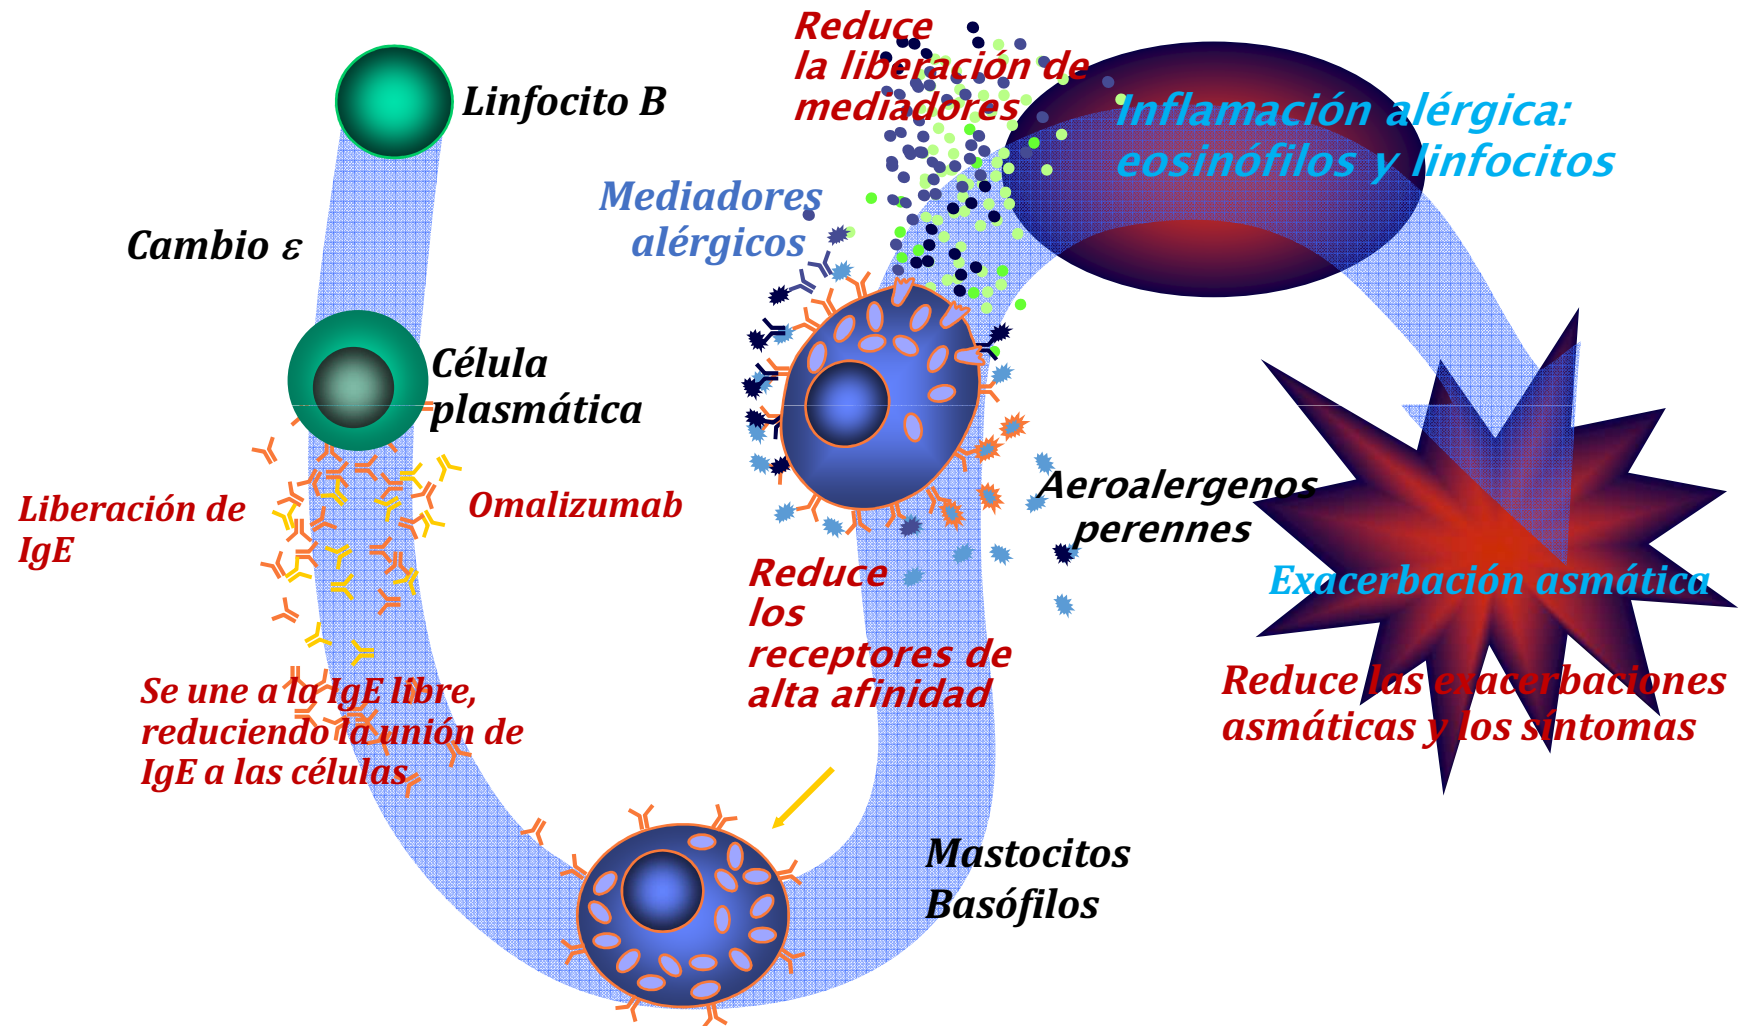 Reduce
la liberación de
mediadores
Linfocito B
Inflamación alérgica:
eosinófilos y linfocitos
Mediadores
alérgicos
Cambio ε
Célula
plasmática
Liberación de
IgE
Omalizumab
Aeroalergenos
perennes
Reduce
los
receptores de
alta afinidad
Exacerbación asmática
Se une a la IgE libre,
reduciendo la unión de
IgE a las células
Reduce las exacerbaciones
asmáticas y los síntomas
Mastocitos
Basófilos